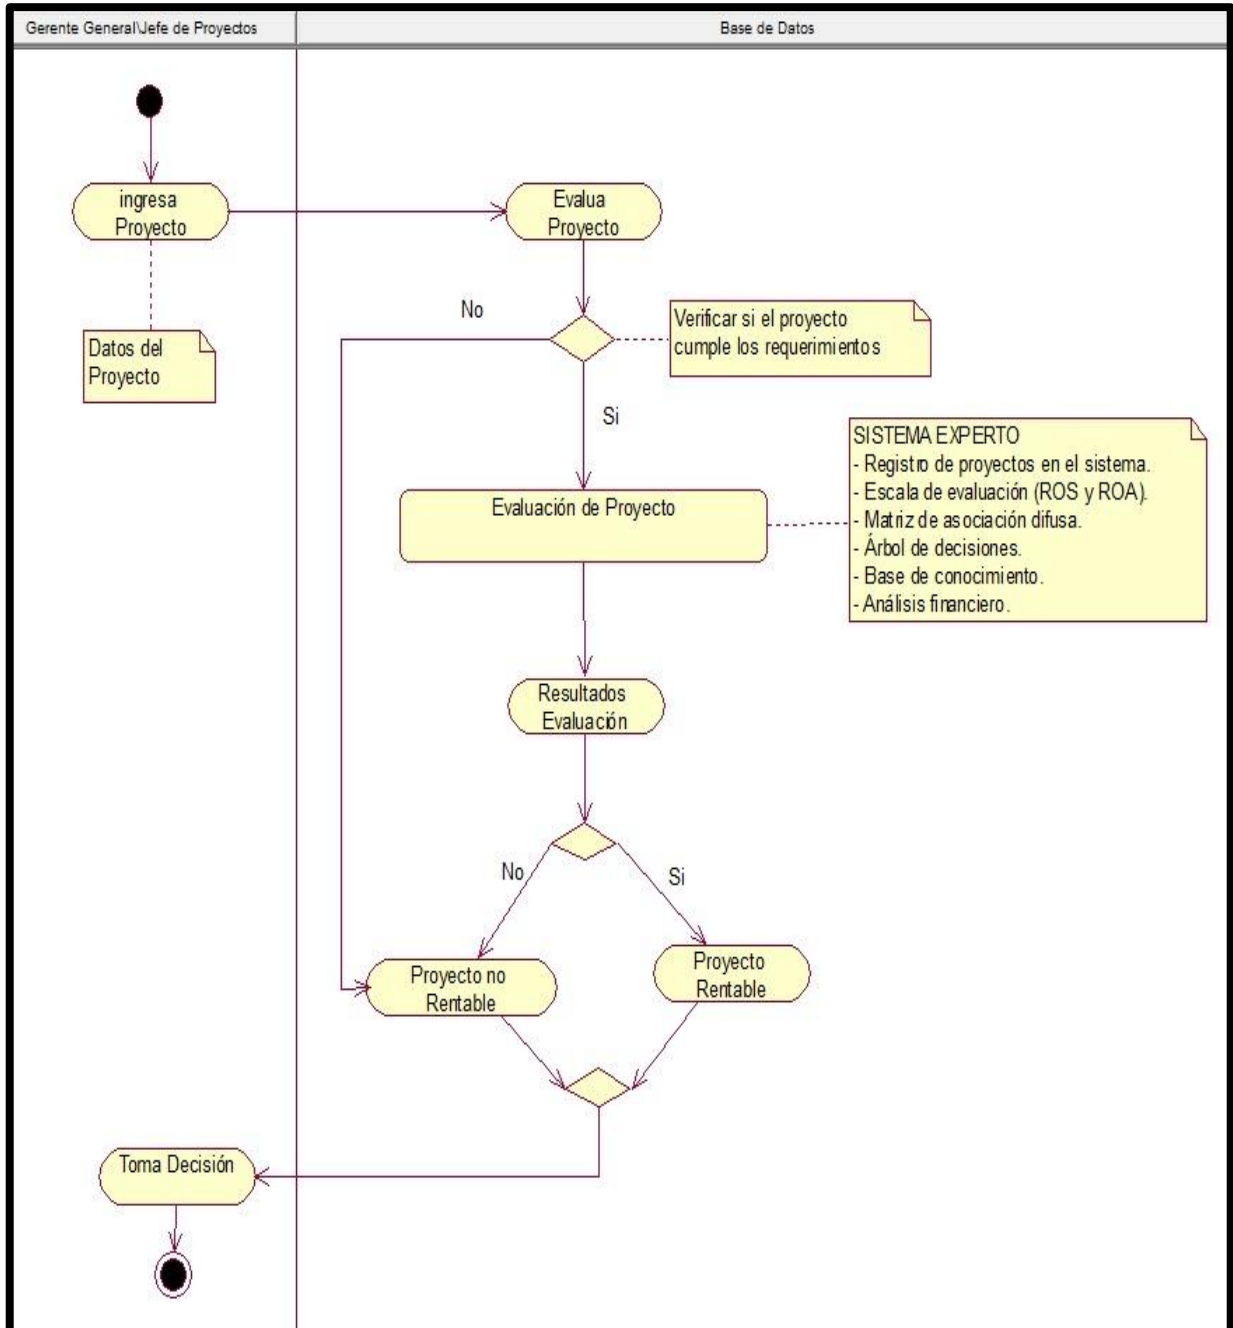 Gerente General\Jefe de Proyectos
Base de Datos
ingresa
Proyecto
Evalua
Proyecto
No
Verificar si el proyecto
cumple los requerimientos
Datos del
Proyecto
Si
SISTEMA EXPERTO
- Registro de proyectos en el sistema.
- Escala de evaluación (ROS y ROA).
- Matriz de asociación difusa.
- Árbol de decisiones.
- Base de conocimiento.
- Análisis financiero.
Evaluación de Proyecto
Resultados
Evaluación
No
Si
Proyecto no
Rentable
Proyecto
Rentable
Toma Decisión